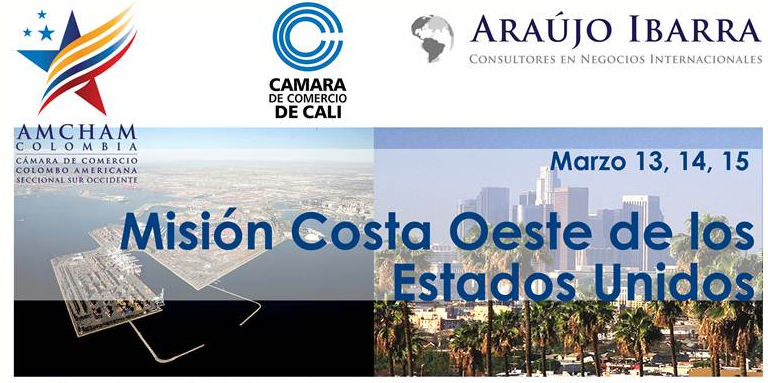 AMCHAM
COLOMBIA
CÁMARA DE COMERCIO
COLOMBO AMERICANA
SECCIONAL SUR OCCIDENTE
CAMARA
DE COMERCIO
DE CALI
ARAÚJO IBARRA
CONSULTORES EN NEGOCIOS INTERNACIONALES
Marzo 13, 14, 15
Misión Costa Oeste de los
Estados Unidos